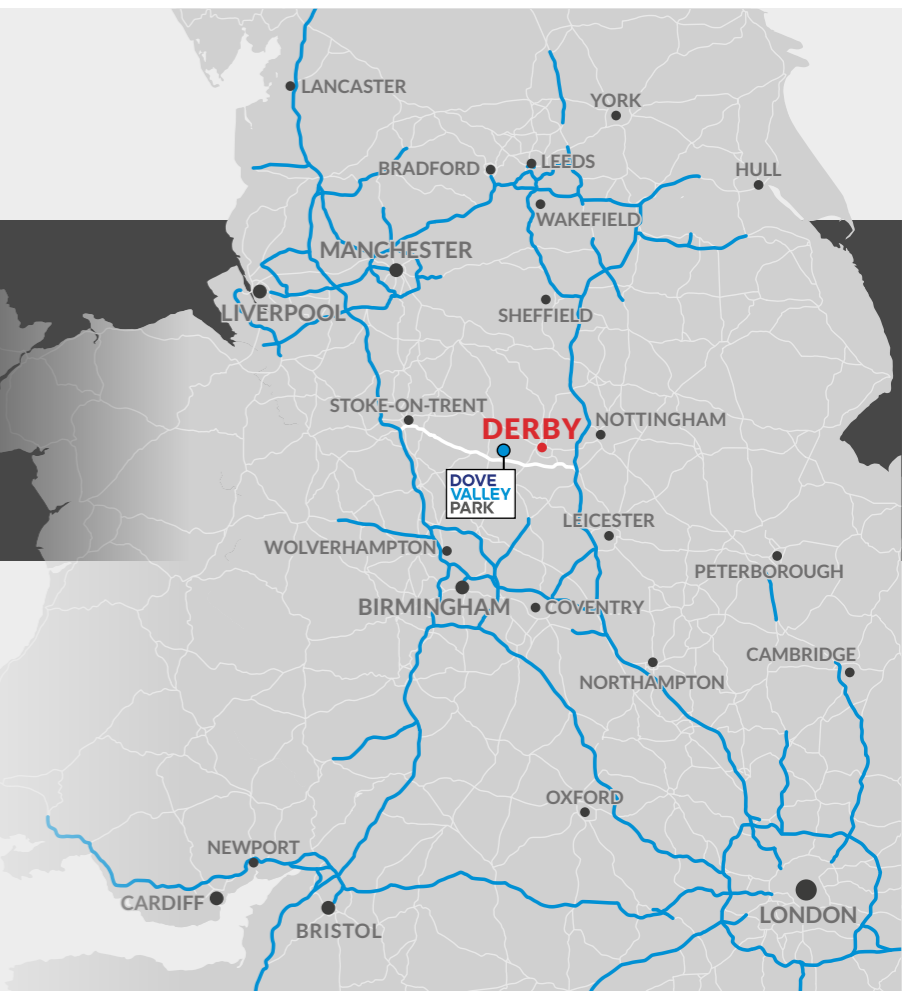 LANCASTER
YORK
BRADFORD
LEEDS
HULL
WAKEFIELD
MANCHESTER
LIVERPOOL
SHEFFIELD
STOKE-ON-TRENT
DERBY
NOTTINGHAM
DOVE
VALLEY
PARK
LEICESTER
WOLVERHAMPTON
PETERBOROUGH
BIRMINGHAM
COVENTRY
CAMBRIDGE
NORTHAMPTON
OXFORD
NEWPORT
CARDIFF
LONDON
BRISTOL